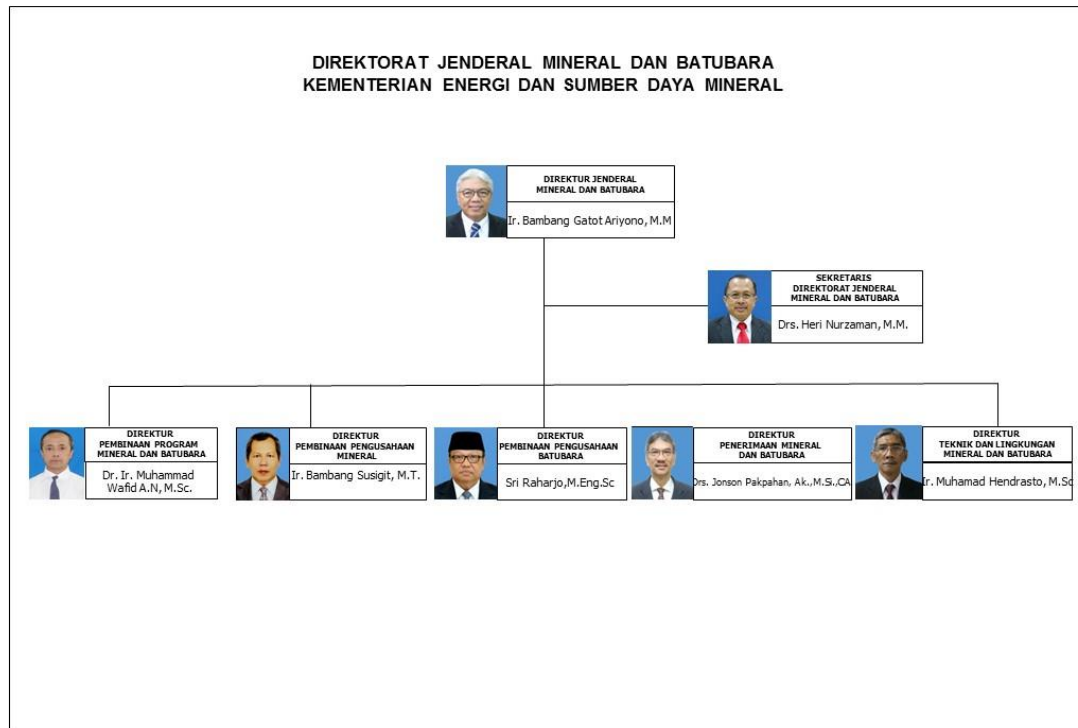 DIREKTORAT JENDERAL MINERAL DAN BATUBARA
KEMENTERIAN ENERGI DAN SUMBER DAYA MINERAL
DIREKTUR JENDERAL
MINERAL DAN BATUBARA
Ir. Bambang Gatot Ariyono, M.M
SEKRETARIS
DIREKTORAT JENDERAL
MINERAL DAN BATUBARA
Drs. Heri Nurzaman, M.M.
DIREKTUR
PEMBINAAN PROGRAM
MINERAL DAN BATUBARA
Dr. Ir. Muhammad
Wafid A.N, M.Sc.
DIREKTUR
PEMBINAAN PENGUSAHAAN
MINERAL
Ir. Bambang Susigit, M.T.
DIREKTUR
PEMBINAAN PENGUSAHAAN
BATUBARA
Sri Raharjo,M.Eng.Sc
DIREKTUR
PENERIMAAN MINERAL
DAN BATUBARA
Drs. Jonson Pakpahan, Ak.,M.Si.,CA
DIREKTUR
TEKNIK DAN LINGKUNGAN
MINERAL DAN BATUBARA
Ir. Muhamad Hendrasto, M.Sc